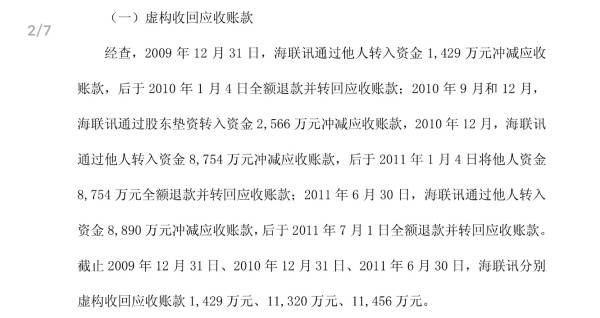 2/7
（一）虚构收回应收账款
经查，2009 年 12 月 31 日，海联讯通过他人转入资金 1,429 万元冲减应收
账款，后于 2010 年 1 月 4 日全额退款并转回应收账款；2010 年 9 月和 12 月，
海联讯通过股东垫资转入资金 2,566 万元冲减应收账款，2010 年 12 月，海联讯
通过他人转入资金 8,754 万元冲减应收账款，后于 2011 年 1 月 4 日将他人资金
8,754 万元全额退款并转回应收账款；2011 年 6 月 30 日，海联讯通过他人转入
资金 8,890 万元冲减应收账款，后于 2011 年 7 月 1 日全额退款并转回应收账款。
截止 2009 年 12 月 31 日、2010 年 12 月 31 日、2011 年 6 月 30 日，海联讯分别
虚构收回应收账款 1,429 万元、11,320 万元、11,456 万元。